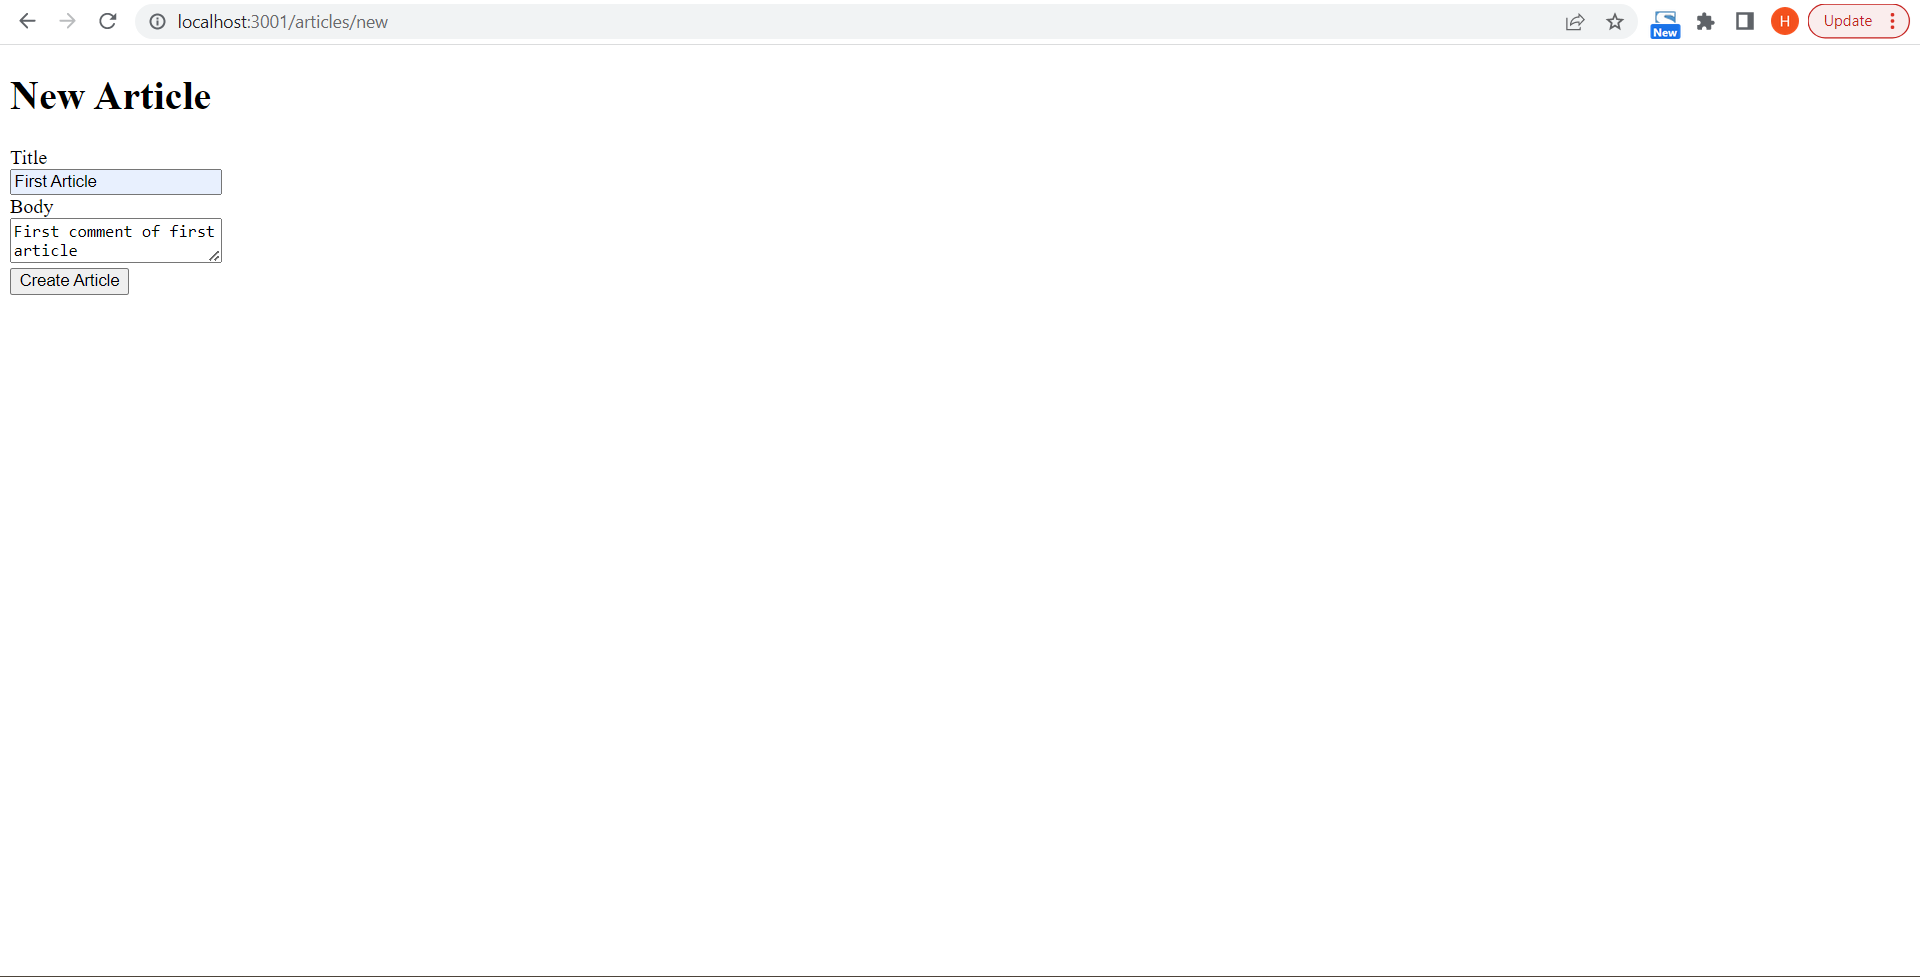 localhost:3001/articles/new
New
H
Update
New Article
Title
First Article
Body
First comment of first
article
Create Article